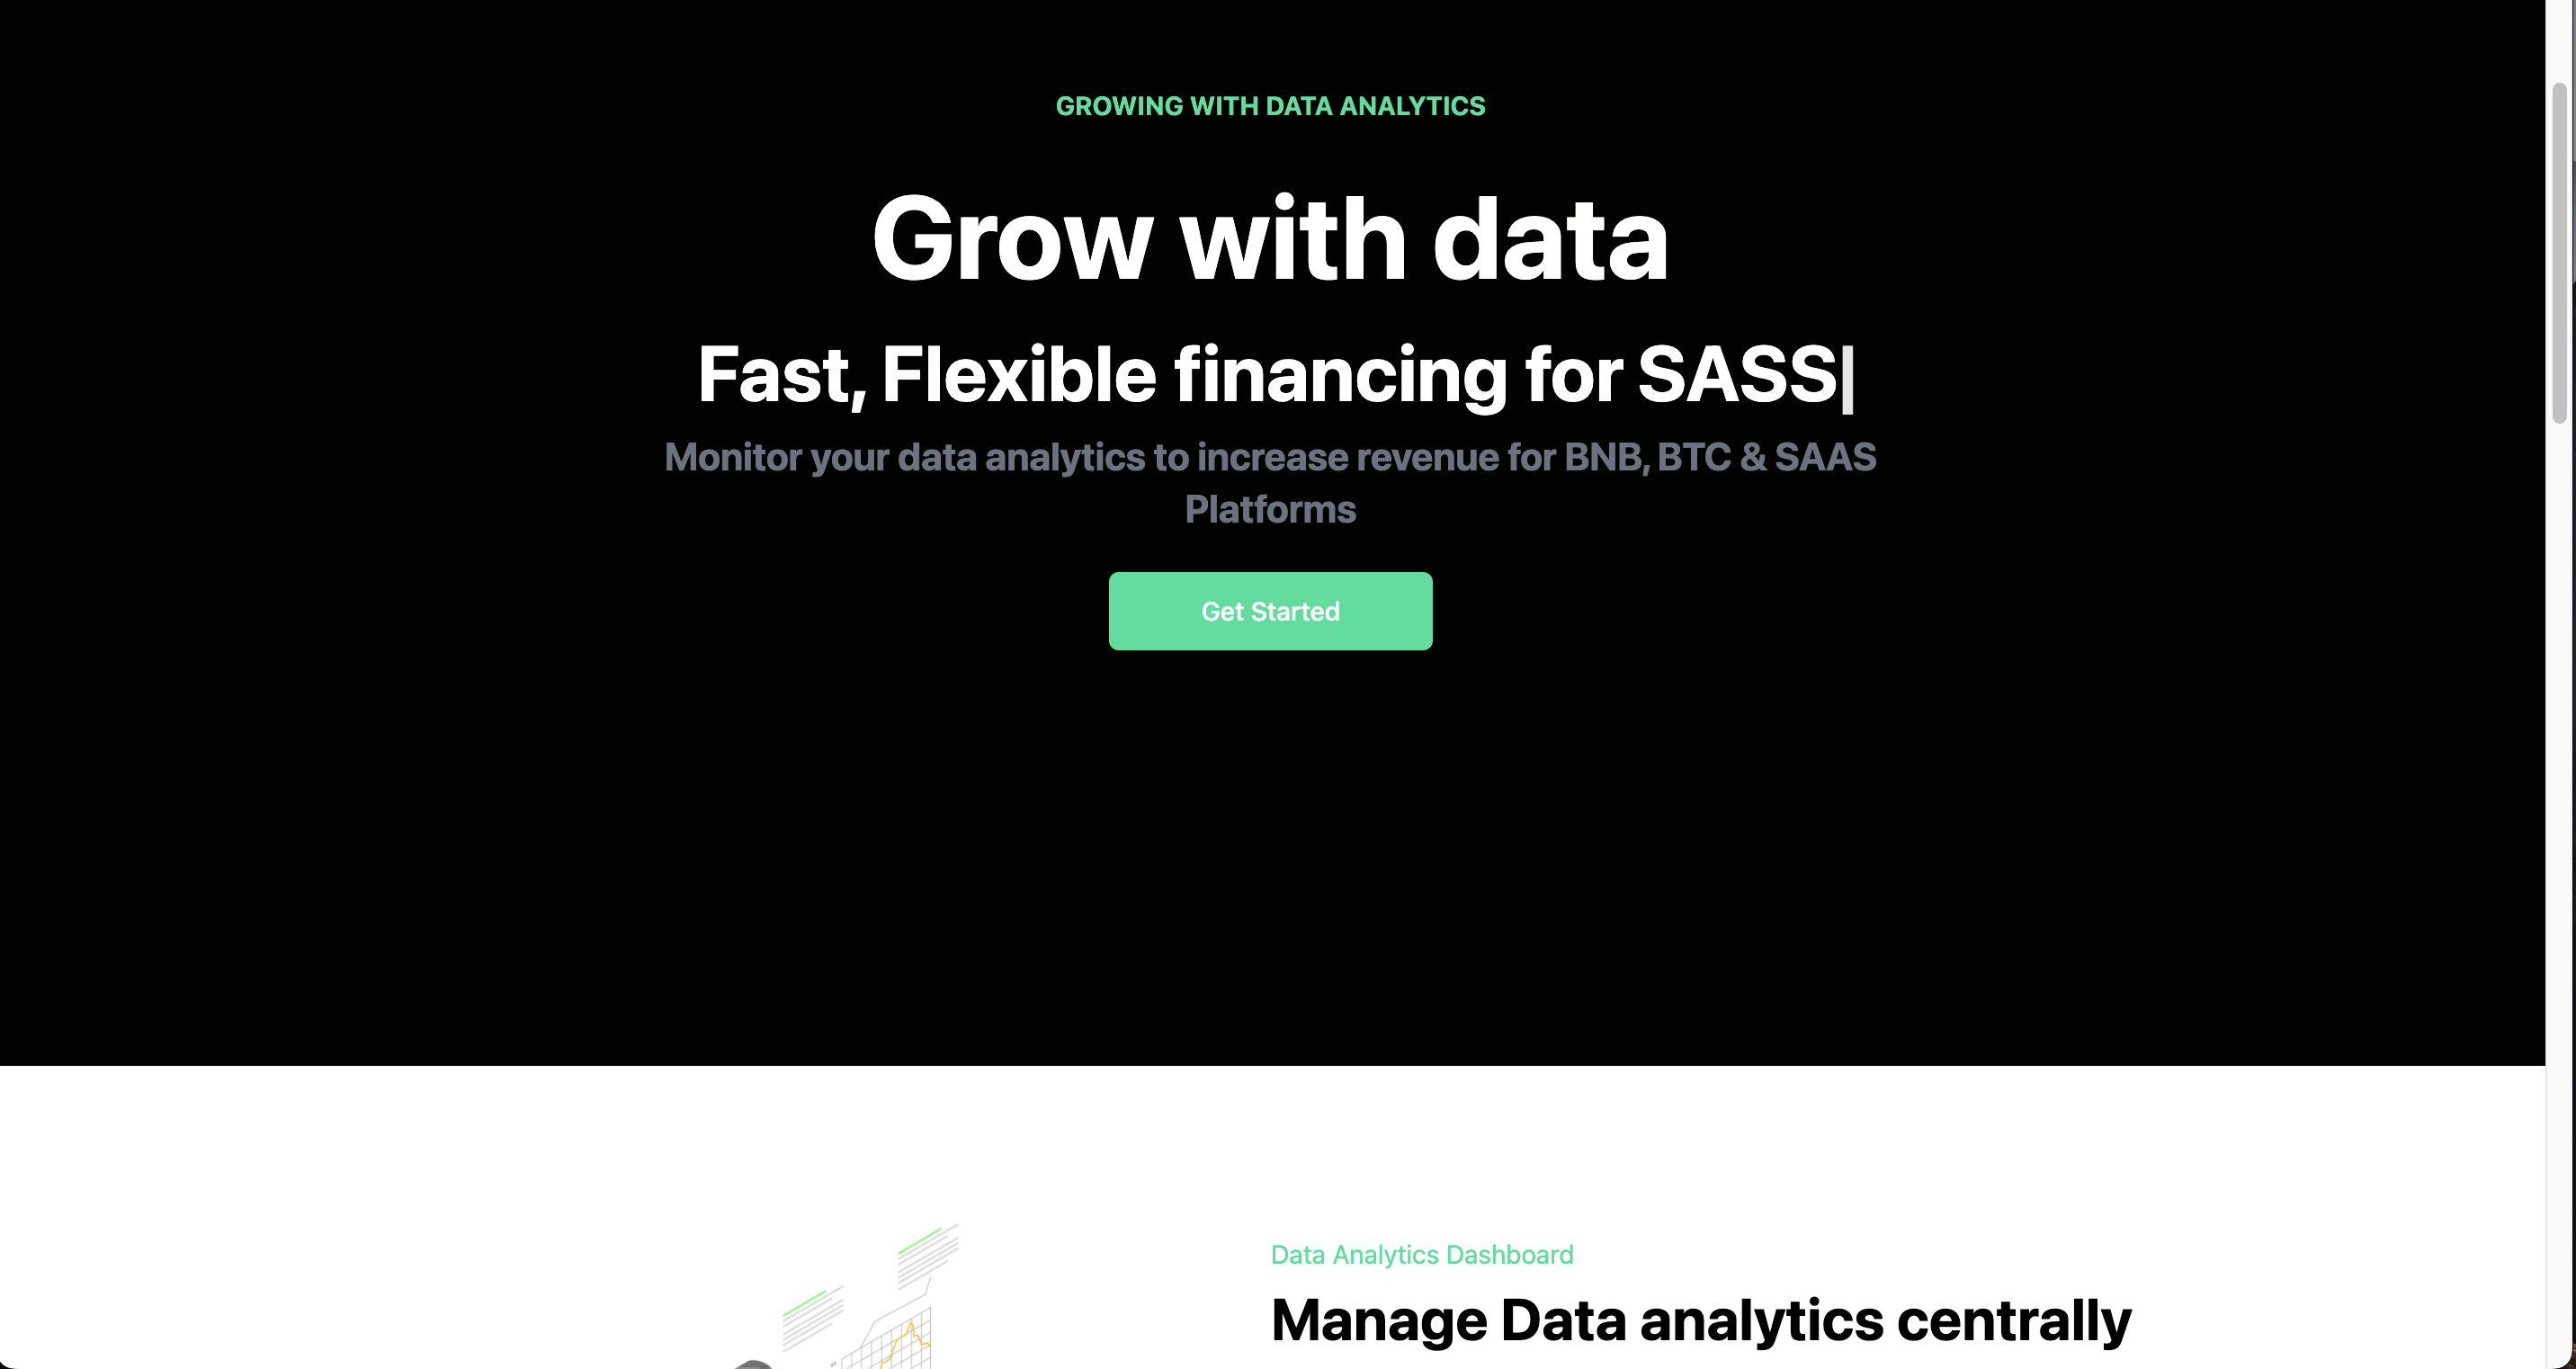 GROWING WITH DATA ANALYTICS
Grow with data
Fast, Flexible financing for SASS|
Monitor your data analytics to increase revenue for BNB, BTC & SAAS
Platforms
Get Started
Data Analytics Dashboard
Manage Data analytics centrally